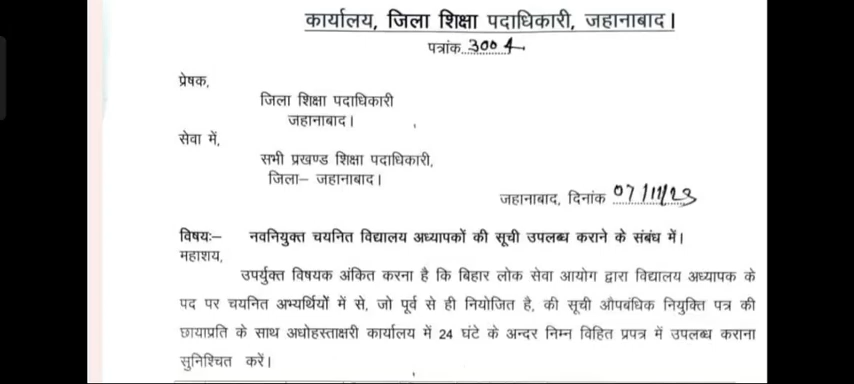 कार्यालय, जिला शिक्षा पदाधिकारी, जहानाबाद।
पत्रांक 3004
प्रेषक,
जिला शिक्षा पदाधिकारी
जहानाबाद।
सेवा में,
सभी प्रखण्ड शिक्षा पदाधिकारी,
जिला– जहानाबाद।
जहानाबाद, दिनांक 07/11/23
विषयः– नवनियुक्त चयनित विद्यालय अध्यापकों की सूची उपलब्ध कराने के संबंध में।
महाशय,
उपर्युक्त विषयक अंकित करना है कि बिहार लोक सेवा आयोग द्वारा विद्यालय अध्यापक के
पद पर चयनित अभ्यर्थियों में से, जो पूर्व से ही नियोजित है, की सूची औपबंधिक नियुक्ति पत्र की
छायाप्रति के साथ अधोहस्ताक्षरी कार्यालय में 24 घंटे के अन्दर निम्न विहित प्रपत्र में उपलब्ध कराना
सुनिश्चित करें।